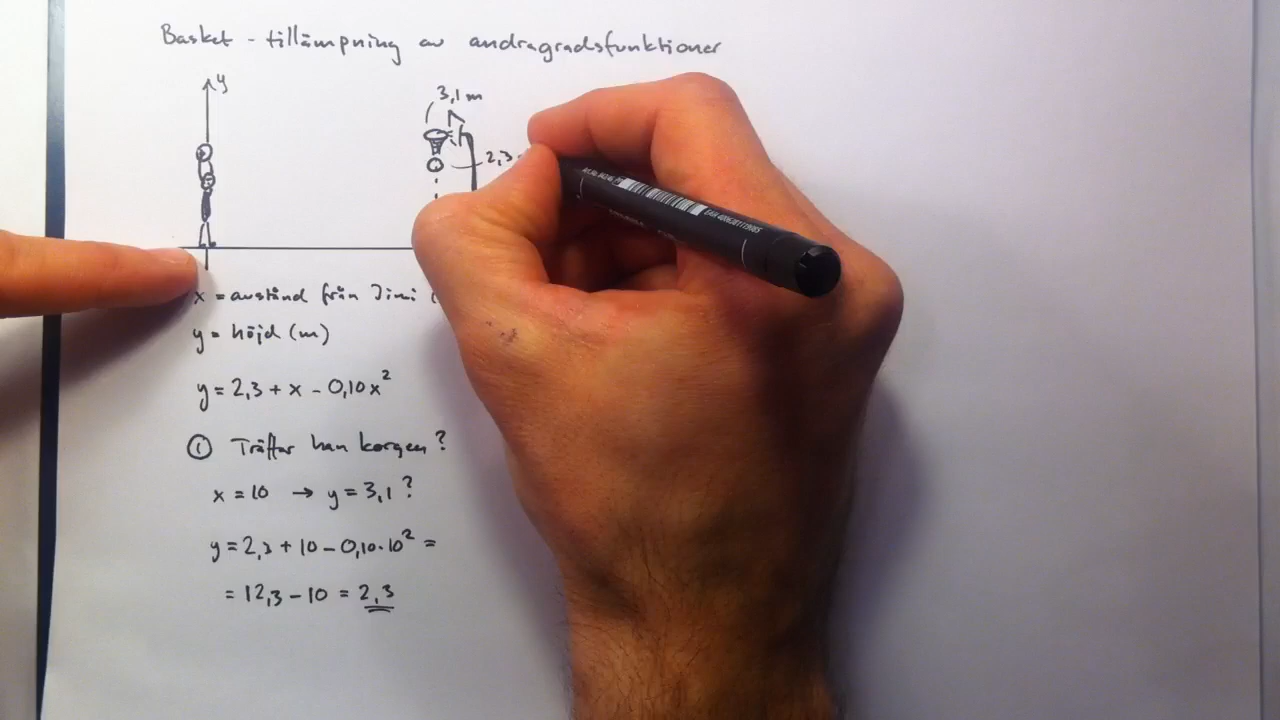 Basket - tillämpning av andragradsfunktioner
y
3,1 m
2,3
x = avstånd från Jimi (
y = höjd (m)
y = 2,3 + x - 0,10x²
① Träffar han korgen?
x = 10 → y = 3,1 ?
y = 2,3 + 10 - 0,10·10² =
= 12,3 - 10 = 2,3